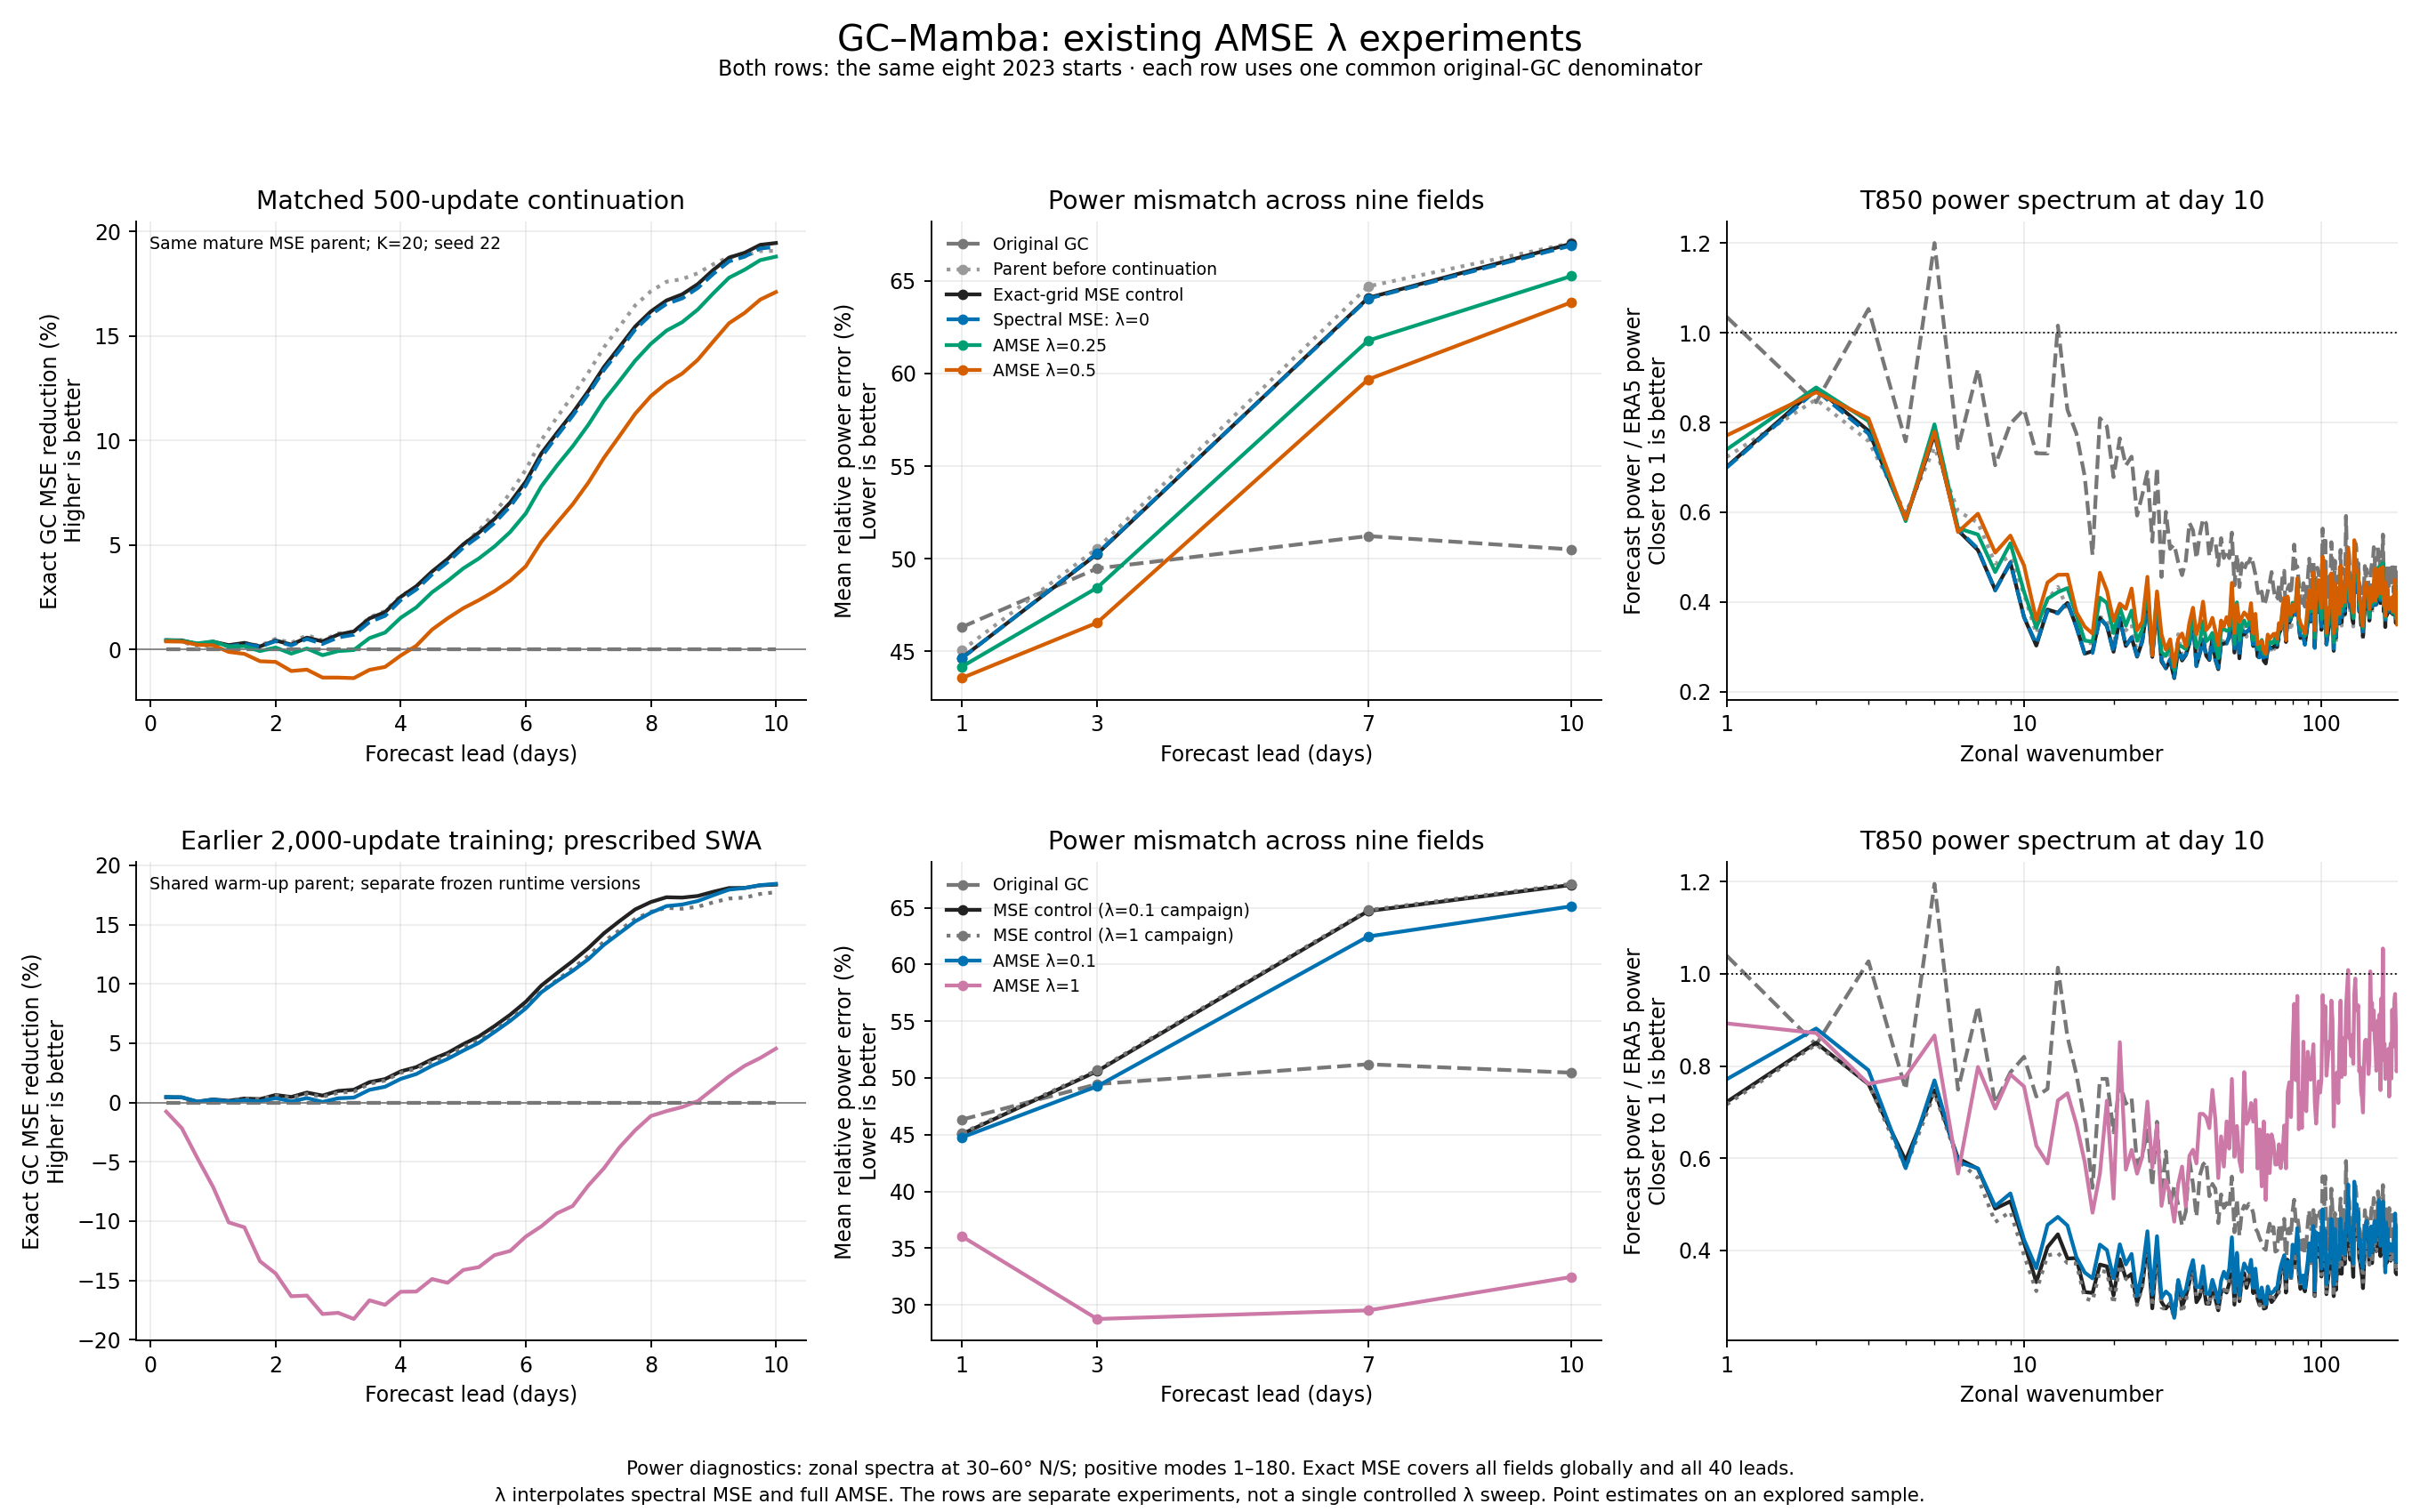 GC–Mamba: existing AMSE λ experiments
Both rows: the same eight 2023 starts · each row uses one common original-GC denominator
Matched 500-update continuation
Same mature MSE parent; K=20; seed 22
Exact GC MSE reduction (%)
Higher is better
20
15
10
5
0
0 2 4 6 8 10
Forecast lead (days)
Power mismatch across nine fields
Original GC
Parent before continuation
Exact-grid MSE control
Spectral MSE: λ=0
AMSE λ=0.25
AMSE λ=0.5
Mean relative power error (%)
Lower is better
65
60
55
50
45
1 3 7 10
Forecast lead (days)
T850 power spectrum at day 10
Forecast power / ERA5 power
Closer to 1 is better
1.2
1.0
0.8
0.6
0.4
0.2
1 10 100
Zonal wavenumber
Earlier 2,000-update training; prescribed SWA
Shared warm-up parent; separate frozen runtime versions
Exact GC MSE reduction (%)
Higher is better
20
15
10
5
0
−5
−10
−15
−20
0 2 4 6 8 10
Forecast lead (days)
Power mismatch across nine fields
Original GC
MSE control (λ=0.1 campaign)
MSE control (λ=1 campaign)
AMSE λ=0.1
AMSE λ=1
Mean relative power error (%)
Lower is better
65
60
55
50
45
40
35
30
1 3 7 10
Forecast lead (days)
T850 power spectrum at day 10
Forecast power / ERA5 power
Closer to 1 is better
1.2
1.0
0.8
0.6
0.4
1 10 100
Zonal wavenumber
Power diagnostics: zonal spectra at 30–60° N/S; positive modes 1–180. Exact MSE covers all fields globally and all 40 leads.
λ interpolates spectral MSE and full AMSE. The rows are separate experiments, not a single controlled λ sweep. Point estimates on an explored sample.